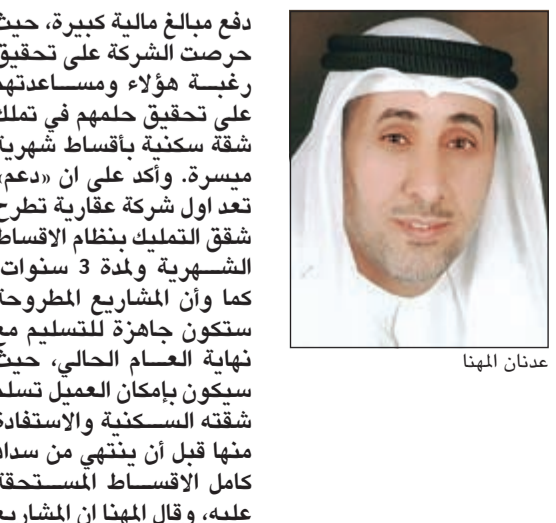 دفع مبالغ مالية كبيرة، حيث
حرصت الشركة على تحقيق
رغبة هؤلاء ومساعدتهم
على تحقيق حلمهم في تملك
شقة سكنية بأقساط شهرية
ميسرة. وأكد على ان «دعم»
تعد اول شركة عقارية تطرح
شقق التمليك بنظام الاقساط
الشهرية ولمدة 3 سنوات
كما وأن المشاريع المطروحة
ستكون جاهزة للتسليم مع
نهاية العام الحالي، حيث
سيكون بإمكان العميل تسلم
شقته السكنية والاستفادة
منها قبل أن ينتهي من سداد
كامل الاقساط المستحقة
عليه، وقال المهنا ان المشاريع
عدنان المهنا